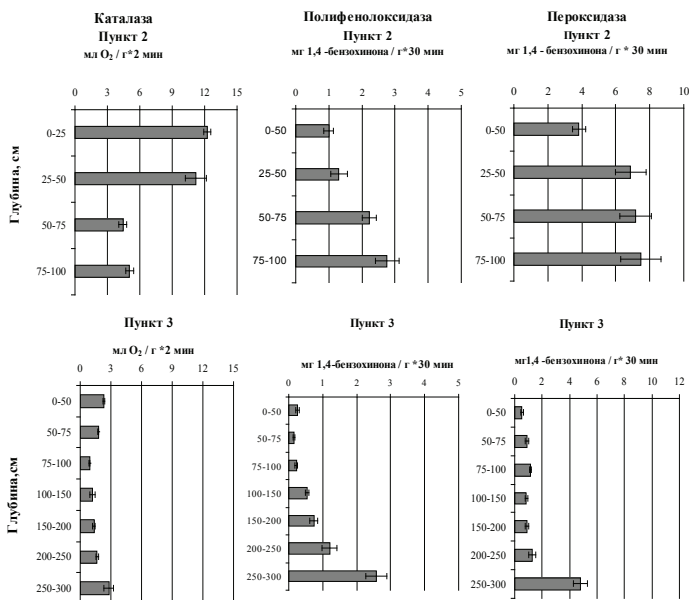 Каталаза
Пункт 2
мл O₂ / г*2 мин
0 3 6 9 12 15
Глубина, см
0-25
25-50
50-75
75-100
Полифенолоксидаза
Пункт 2
мг 1,4 -бензохинона / г*30 мин
0 1 2 3 4 5
0-50
25-50
50-75
75-100
Пероксидаза
Пункт 2
мг 1,4 - бензохинона / г * 30 мин
0 2 4 6 8 10
0-50
25-50
50-75
75-100
Пункт 3
мл O₂ / г *2 мин
0 3 6 9 12 15
Глубина,см
0-50
50-75
75-100
100-150
150-200
200-250
250-300
Пункт 3
мг 1,4-бензохинона / г *30 мин
0 1 2 3 4 5
0-50
50-75
75-100
100-150
150-200
200-250
250-300
Пункт 3
мг1,4 -бензохинона / г* 30 мин
0 2 4 6 8 10 12
0-50
50-75
75-100
100-150
150-200
200-250
250-300